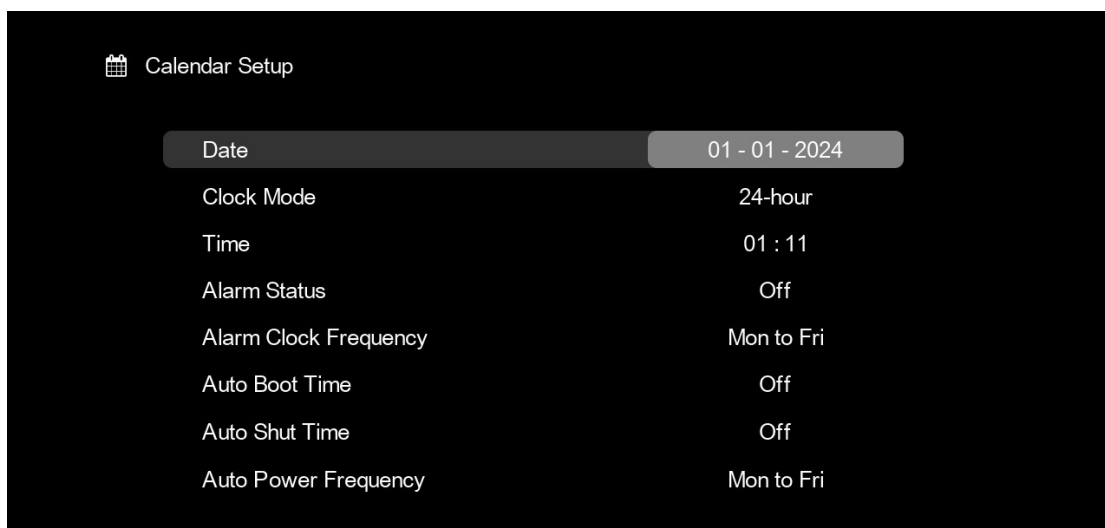 Calendar Setup
Date 01 - 01 - 2024
Clock Mode 24-hour
Time 01 : 11
Alarm Status Off
Alarm Clock Frequency Mon to Fri
Auto Boot Time Off
Auto Shut Time Off
Auto Power Frequency Mon to Fri